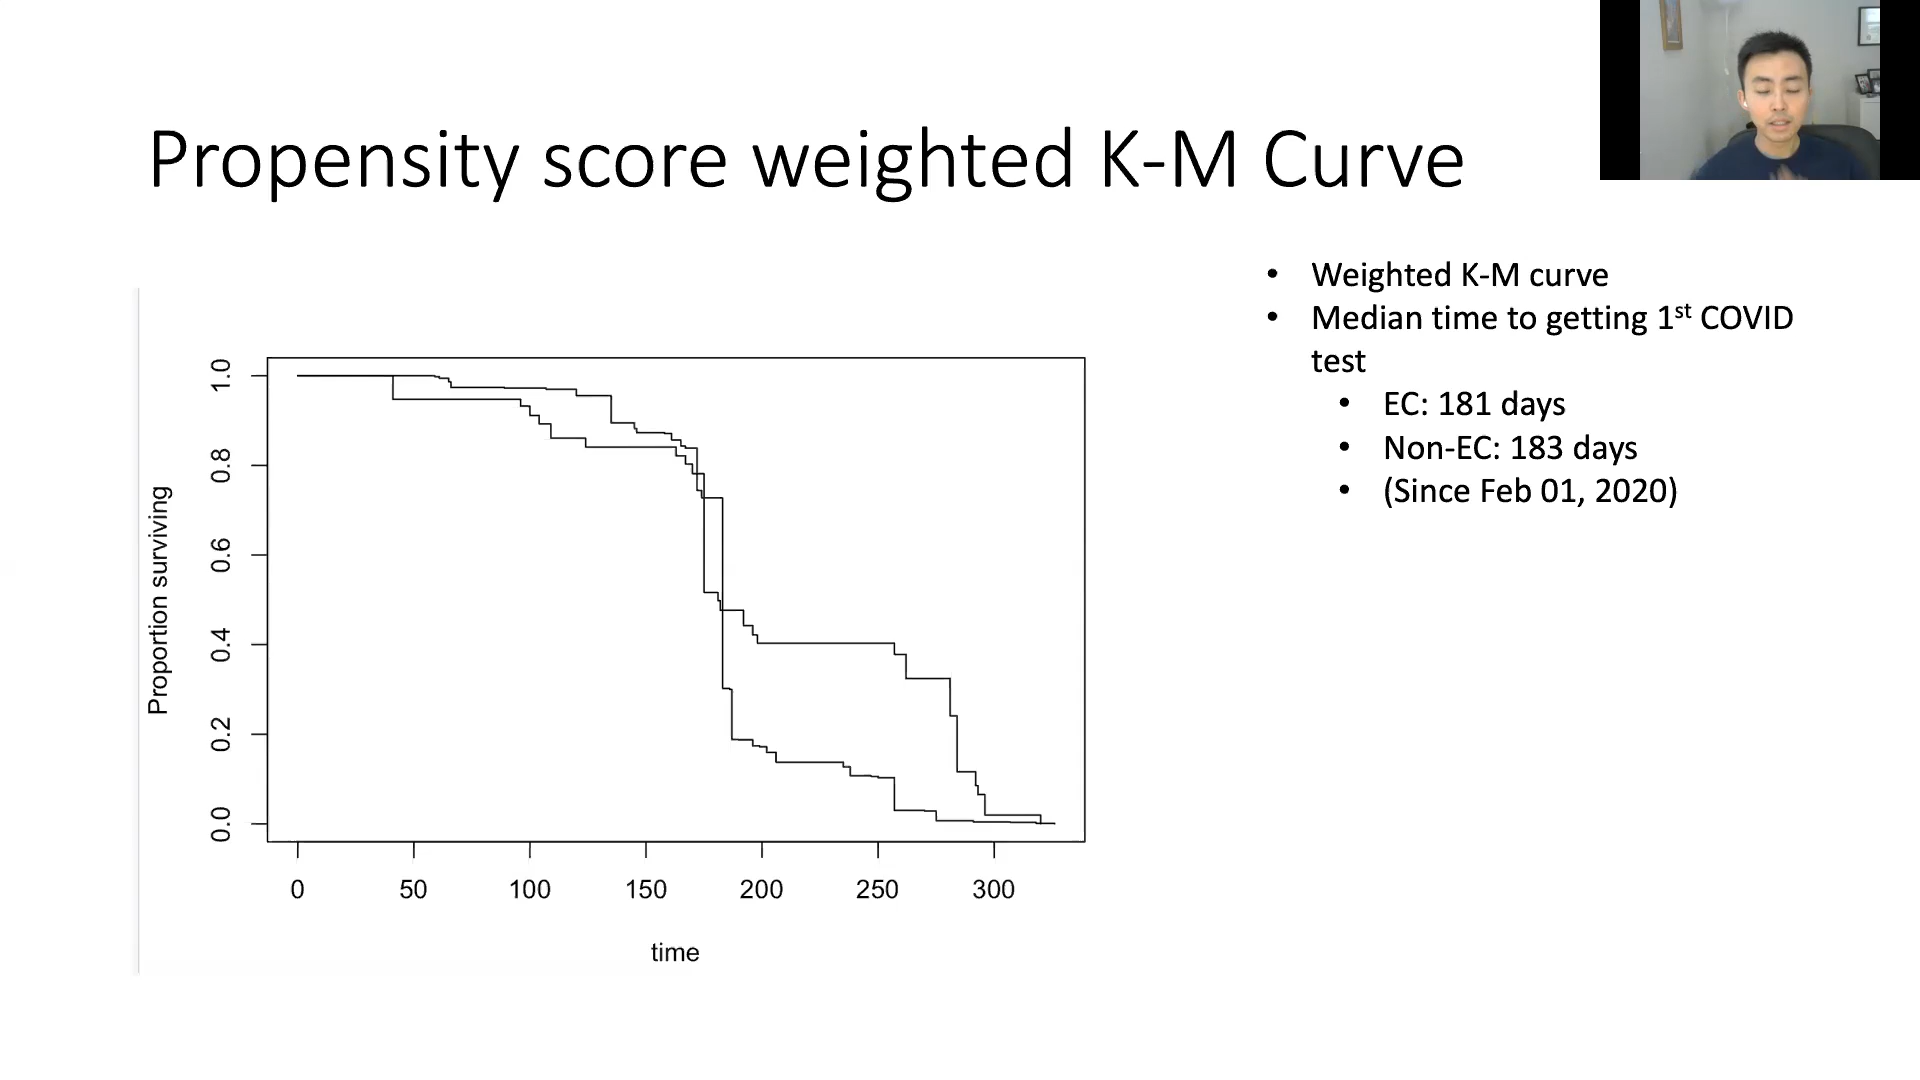 Propensity score weighted K-M Curve
• Weighted K-M curve
• Median time to getting 1st COVID
test
• EC: 181 days
• Non-EC: 183 days
• (Since Feb 01, 2020)
Proportion surviving
1.0
0.8
0.6
0.4
0.2
0.0
0 50 100 150 200 250 300
time